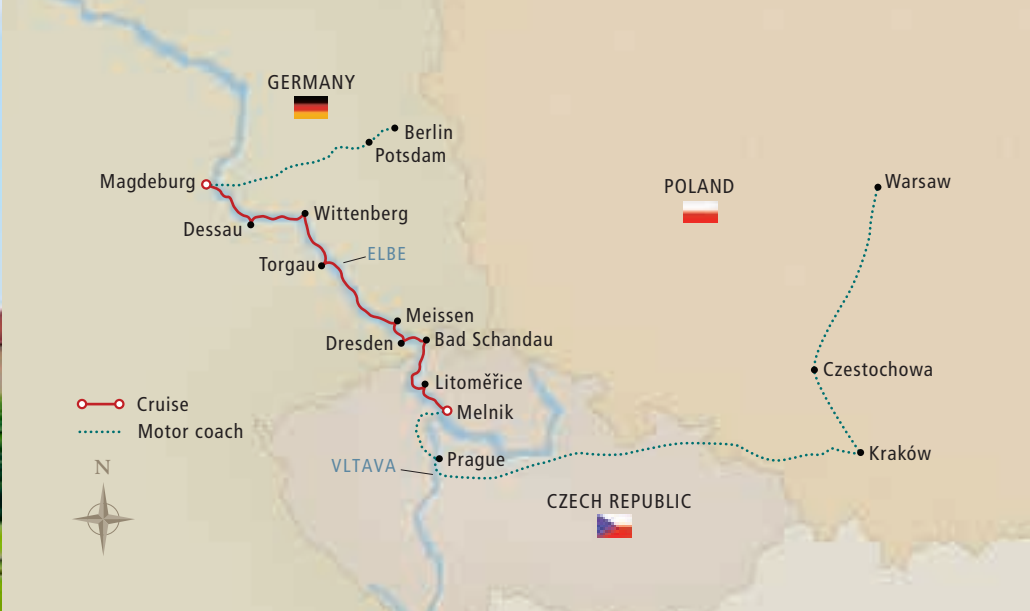 GERMANY
Berlin
Potsdam
Magdeburg
POLAND
Warsaw
Wittenberg
Dessau
ELBE
Torgau
Meissen
Dresden
Bad Schandau
Czestochowa
Litoměřice
Cruise
Melnik
Motor coach
Kraków
N
VLTAVA
Prague
CZECH REPUBLIC